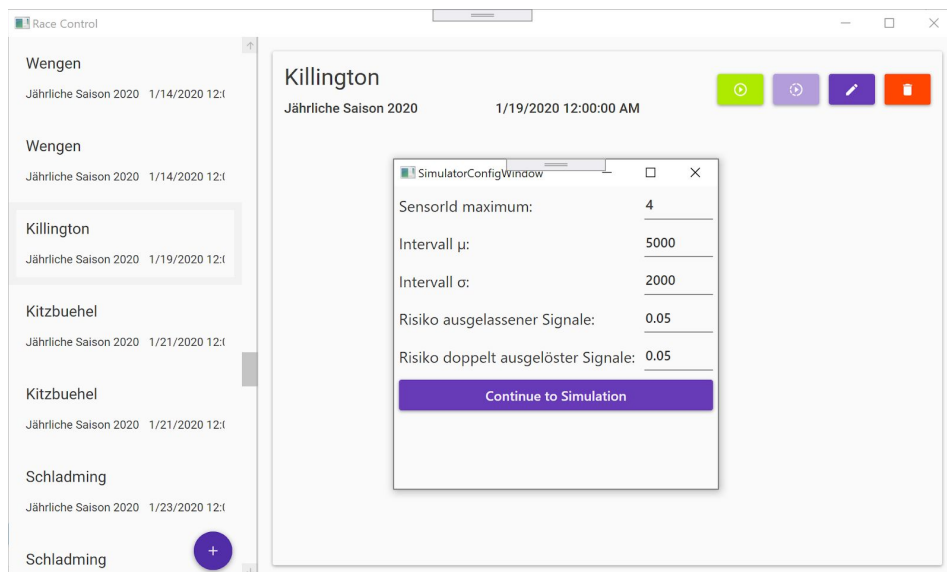 Race Control
Wengen
Jährliche Saison 2020 1/14/2020 12:(
Wengen
Jährliche Saison 2020 1/14/2020 12:(
Killington
Jährliche Saison 2020 1/19/2020 12:(
Kitzbuehel
Jährliche Saison 2020 1/21/2020 12:(
Kitzbuehel
Jährliche Saison 2020 1/21/2020 12:(
Schladming
Jährliche Saison 2020 1/23/2020 12:(
Schladming
+
Killington
Jährliche Saison 2020 1/19/2020 12:00:00 AM
SimulatorConfigWindow
SensorId maximum: 4
Intervall μ: 5000
Intervall σ: 2000
Risiko ausgelassener Signale: 0.05
Risiko doppelt ausgelöster Signale: 0.05
Continue to Simulation